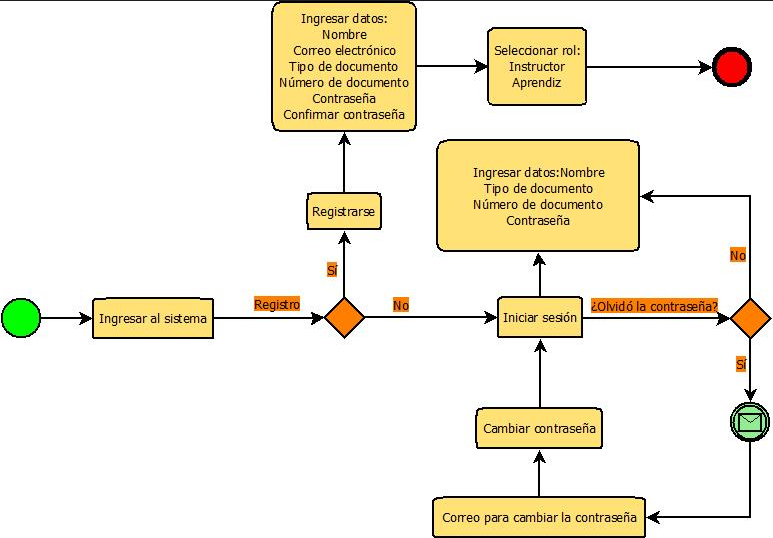 Ingresar datos:
Nombre
Correo electrónico
Tipo de documento
Número de documento
Contraseña
Confirmar contraseña
Seleccionar rol:
Instructor
Aprendiz
Ingresar datos:Nombre
Tipo de documento
Número de documento
Contraseña
Registrarse
No
Sí
Ingresar al sistema
Registro
No
Iniciar sesión
¿Olvidó la contraseña?
Sí
Cambiar contraseña
Correo para cambiar la contraseña